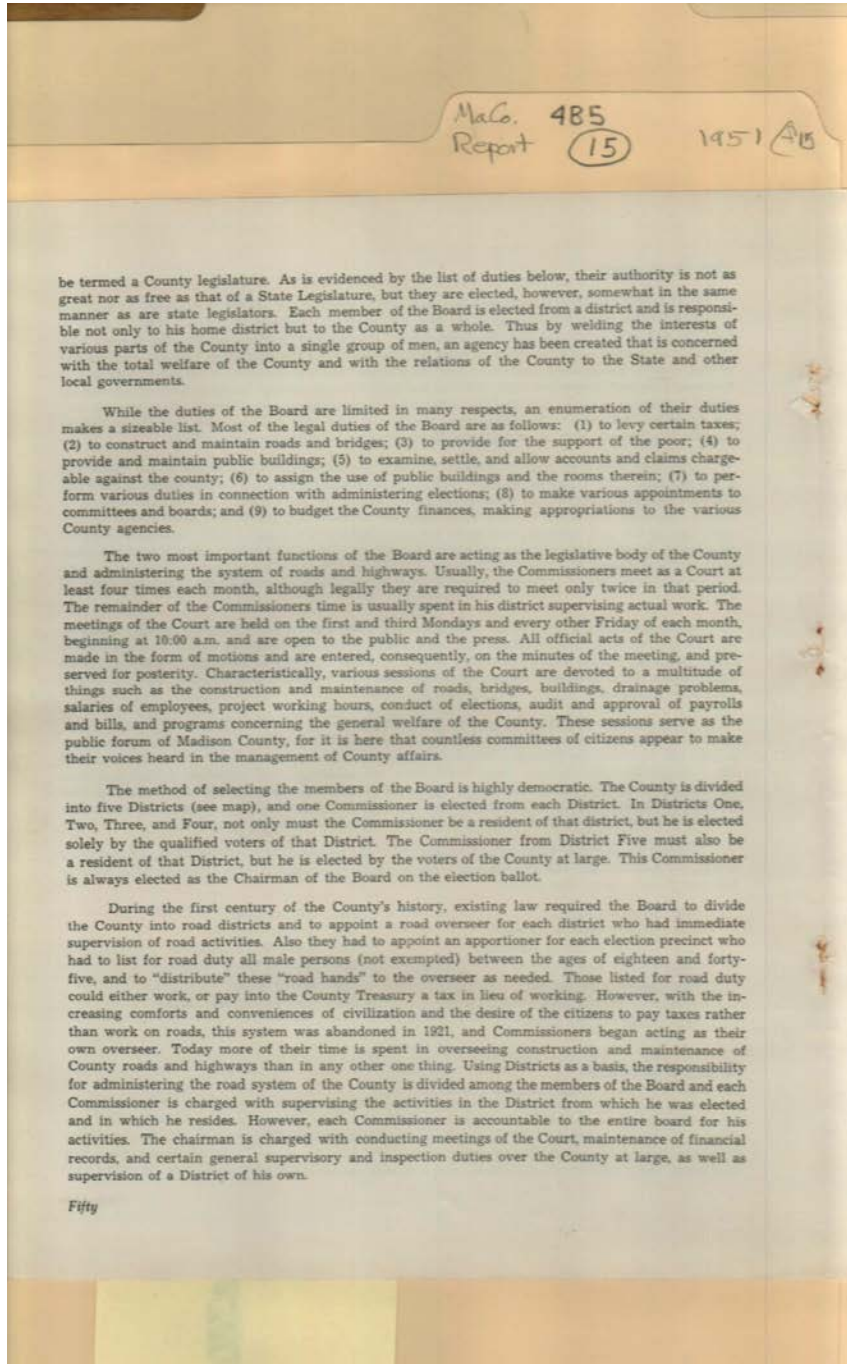 MaCo. 485
Report 15 1951
be termed a County legislature. As is evidenced by the list of duties below, their authority is not as
great nor as free as that of a State Legislature, but they are elected, however, somewhat in the same
manner as are state legislators. Each member of the Board is elected from a district and is responsi-
ble not only to his home district but to the County as a whole. Thus by welding the interests of
various parts of the County into a single group of men, an agency has been created that is concerned
with the total welfare of the County and with the relations of the County to the State and other
local governments.
While the duties of the Board are limited in many respects, an enumeration of their duties
makes a sizeable list. Most of the legal duties of the Board are as follows: (1) to levy certain taxes;
(2) to construct and maintain roads and bridges; (3) to provide for the support of the poor; (4) to
provide and maintain public buildings; (5) to examine, settle, and allow accounts and claims charge-
able against the county; (6) to assign the use of public buildings and the rooms therein; (7) to per-
form various duties in connection with administering elections; (8) to make various appointments to
committees and boards; and (9) to budget the County finances, making appropriations to the various
County agencies.
The two most important functions of the Board are acting as the legislative body of the County
and administering the system of roads and highways. Usually, the Commissioners meet as a Court at
least four times each month, although legally they are required to meet only twice in that period.
The remainder of the Commissioners time is usually spent in his district supervising actual work. The
meetings of the Court are held on the first and third Mondays and every other Friday of each month,
beginning at 10:00 a.m. and are open to the public and the press. All official acts of the Court are
made in the form of motions and are entered, consequently, on the minutes of the meeting, and pre-
served for posterity. Characteristically, various sessions of the Court are devoted to a multitude of
things such as the construction and maintenance of roads, bridges, buildings, drainage problems,
salaries of employees, project working hours, conduct of elections, audit and approval of payrolls
and bills, and programs concerning the general welfare of the County. These sessions serve as the
public forum of Madison County, for it is here that countless committees of citizens appear to make
their voices heard in the management of County affairs.
The method of selecting the members of the Board is highly democratic. The County is divided
into five Districts (see map), and one Commissioner is elected from each District. In Districts One,
Two, Three, and Four, not only must the Commissioner be a resident of that district, but he is elected
solely by the qualified voters of that District. The Commissioner from District Five must also be
a resident of that District, but he is elected by the voters of the County at large. This Commissioner
is always elected as the Chairman of the Board on the election ballot.
During the first century of the County's history, existing law required the Board to divide
the County into road districts and to appoint a road overseer for each district who had immediate
supervision of road activities. Also they had to appoint an apportioner for each election precinct who
had to list for road duty all male persons (not exempted) between the ages of eighteen and forty-
five, and to "distribute" these "road hands" to the overseer as needed. Those listed for road duty
could either work, or pay into the County Treasury a tax in lieu of working. However, with the in-
creasing comforts and conveniences of civilization and the desire of the citizens to pay taxes rather
than work on roads, this system was abandoned in 1921, and Commissioners began acting as their
own overseer. Today more of their time is spent in overseeing construction and maintenance of
County roads and highways than in any other one thing. Using Districts as a basis, the responsibility
for administering the road system of the County is divided among the members of the Board and each
Commissioner is charged with supervising the activities in the District from which he was elected
and in which he resides. However, each Commissioner is accountable to the entire board for his
activities. The chairman is charged with conducting meetings of the Court, maintenance of financial
records, and certain general supervisory and inspection duties over the County at large, as well as
supervision of a District of his own.
Fifty